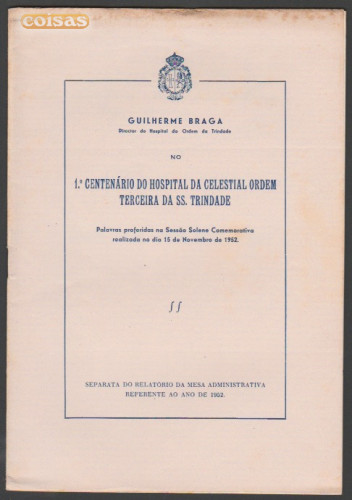 coisas
GUILHERME BRAGA
Director do Hospital da Ordem da Trindade
NO
1.º CENTENÁRIO DO HOSPITAL DA CELESTIAL ORDEM
TERCEIRA DA SS. TRINDADE
Palavras proferidas na Sessão Solene Comemorativa
realizada no dia 15 de Novembro de 1952.
SEPARATA DO RELATÓRIO DA MESA ADMINISTRATIVA
REFERENTE AO ANO DE 1952.